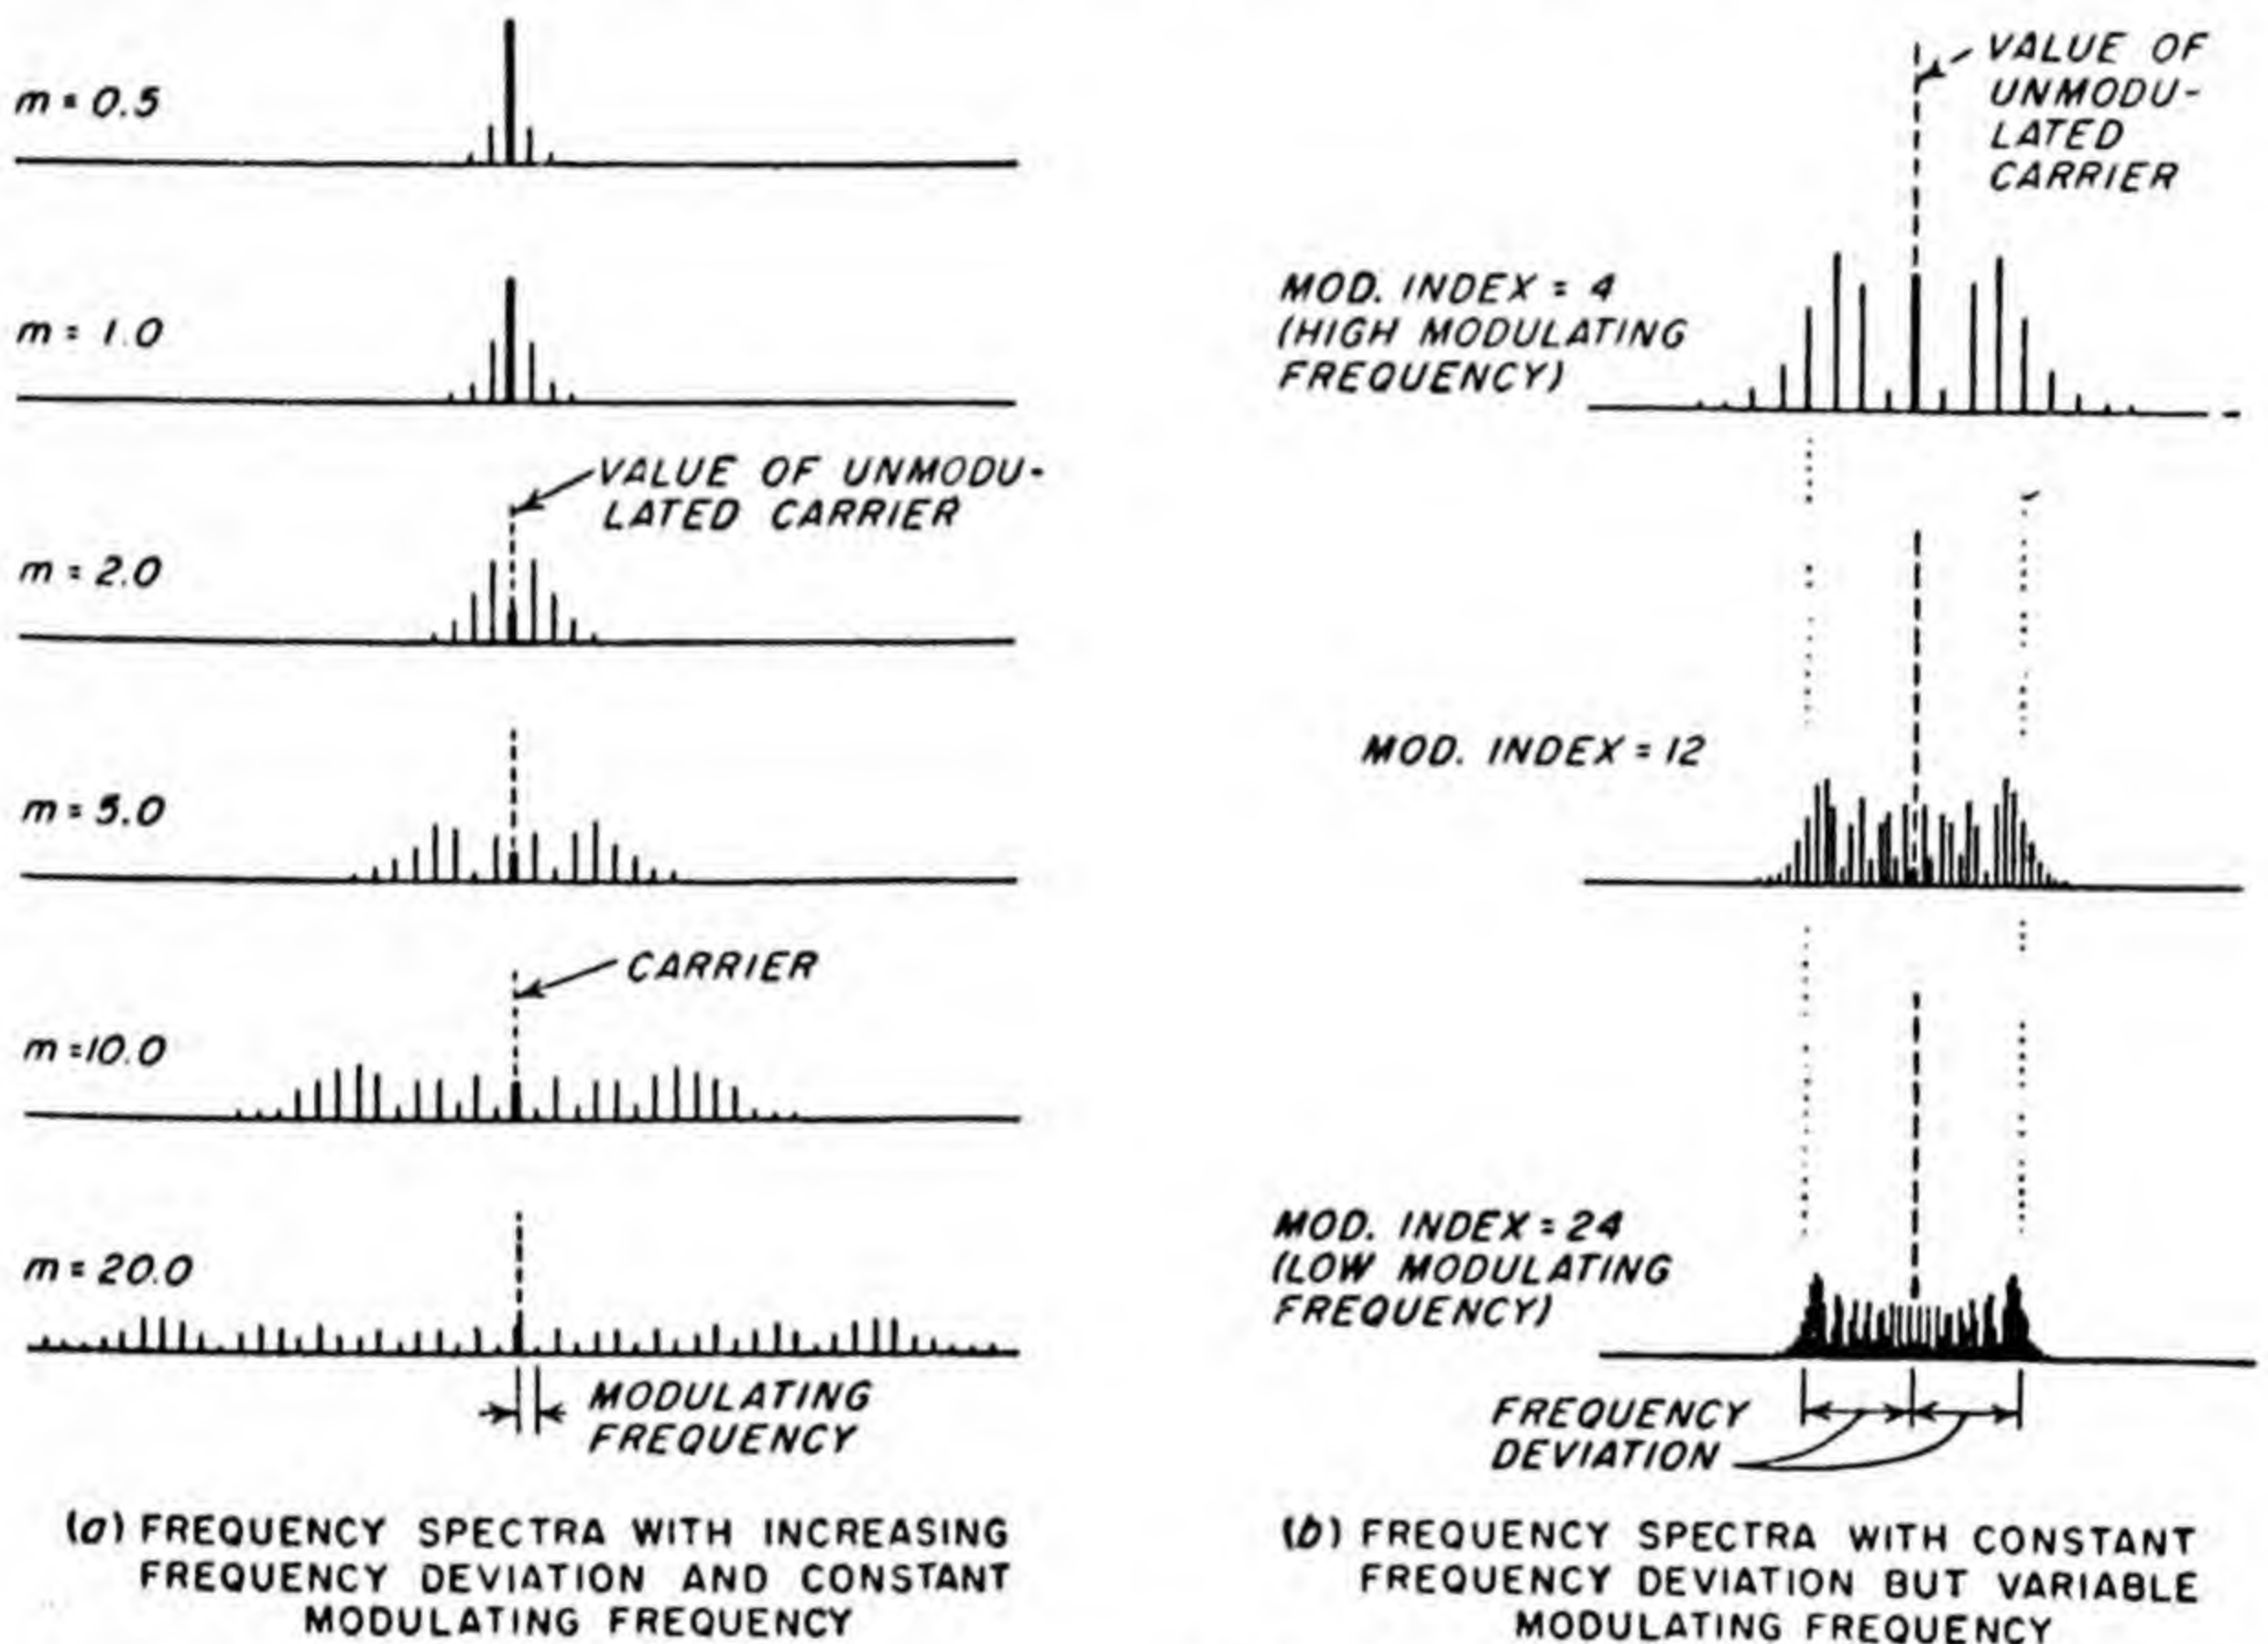 m = 0.5
m = 1.0
VALUE OF UNMODU-
LATED CARRIER
m = 2.0
m = 5.0
CARRIER
m = 10.0
m = 20.0
MODULATING
FREQUENCY
(a) FREQUENCY SPECTRA WITH INCREASING
FREQUENCY DEVIATION AND CONSTANT
MODULATING FREQUENCY
VALUE OF
UNMODU-
LATED
CARRIER
MOD. INDEX = 4
(HIGH MODULATING
FREQUENCY)
MOD. INDEX = 12
MOD. INDEX = 24
(LOW MODULATING
FREQUENCY)
FREQUENCY
DEVIATION
(b) FREQUENCY SPECTRA WITH CONSTANT
FREQUENCY DEVIATION BUT VARIABLE
MODULATING FREQUENCY